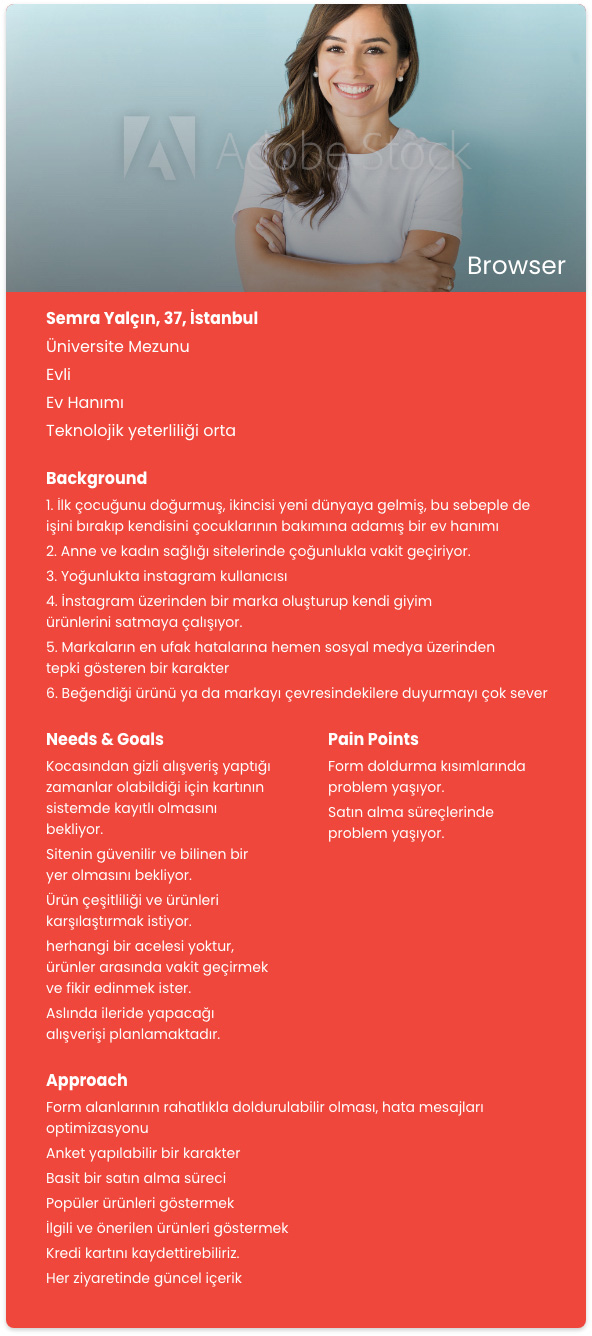 Adobe Stock
Browser
Semra Yalçın, 37, İstanbul
Üniversite Mezunu
Evli
Ev Hanımı
Teknolojik yeterliliği orta
Background
1. İlk çocuğunu doğurmuş, ikincisi yeni dünyaya gelmiş, bu sebeple de
işini bırakıp kendisini çocuklarının bakımına adamış bir ev hanımı
2. Anne ve kadın sağlığı sitelerinde çoğunlukla vakit geçiriyor.
3. Yoğunlukta instagram kullanıcısı
4. İnstagram üzerinden bir marka oluşturup kendi giyim
ürünlerini satmaya çalışıyor.
5. Markaların en ufak hatalarına hemen sosyal medya üzerinden
tepki gösteren bir karakter
6. Beğendiği ürünü ya da markayı çevresindekilere duyurmayı çok sever
Needs & Goals
Kocasından gizli alışveriş yaptığı
zamanlar olabildiği için kartının
sistemde kayıtlı olmasını
bekliyor.
Sitenin güvenilir ve bilinen bir
yer olmasını bekliyor.
Ürün çeşitliliği ve ürünleri
karşılaştırmak istiyor.
herhangi bir acelesi yoktur,
ürünler arasında vakit geçirmek
ve fikir edinmek ister.
Aslında ileride yapacağı
alışverişi planlamaktadır.
Pain Points
Form doldurma kısımlarında
problem yaşıyor.
Satın alma süreçlerinde
problem yaşıyor.
Approach
Form alanlarının rahatlıkla doldurulabilir olması, hata mesajları
optimizasyonu
Anket yapılabilir bir karakter
Basit bir satın alma süreci
Popüler ürünleri göstermek
İlgili ve önerilen ürünleri göstermek
Kredi kartını kaydettirebiliriz.
Her ziyaretinde güncel içerik